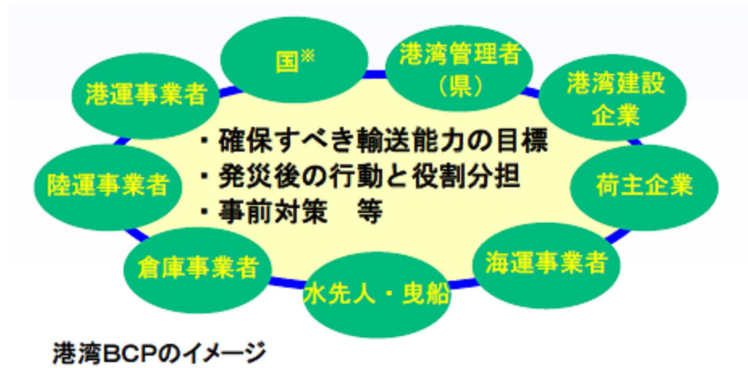 国※
港湾管理者
（県）
港湾建設
企業
港運事業者
陸運事業者
荷主企業
倉庫事業者
海運事業者
水先人・曳船
・確保すべき輸送能力の目標
・発災後の行動と役割分担
・事前対策　等
港湾BCPのイメージ